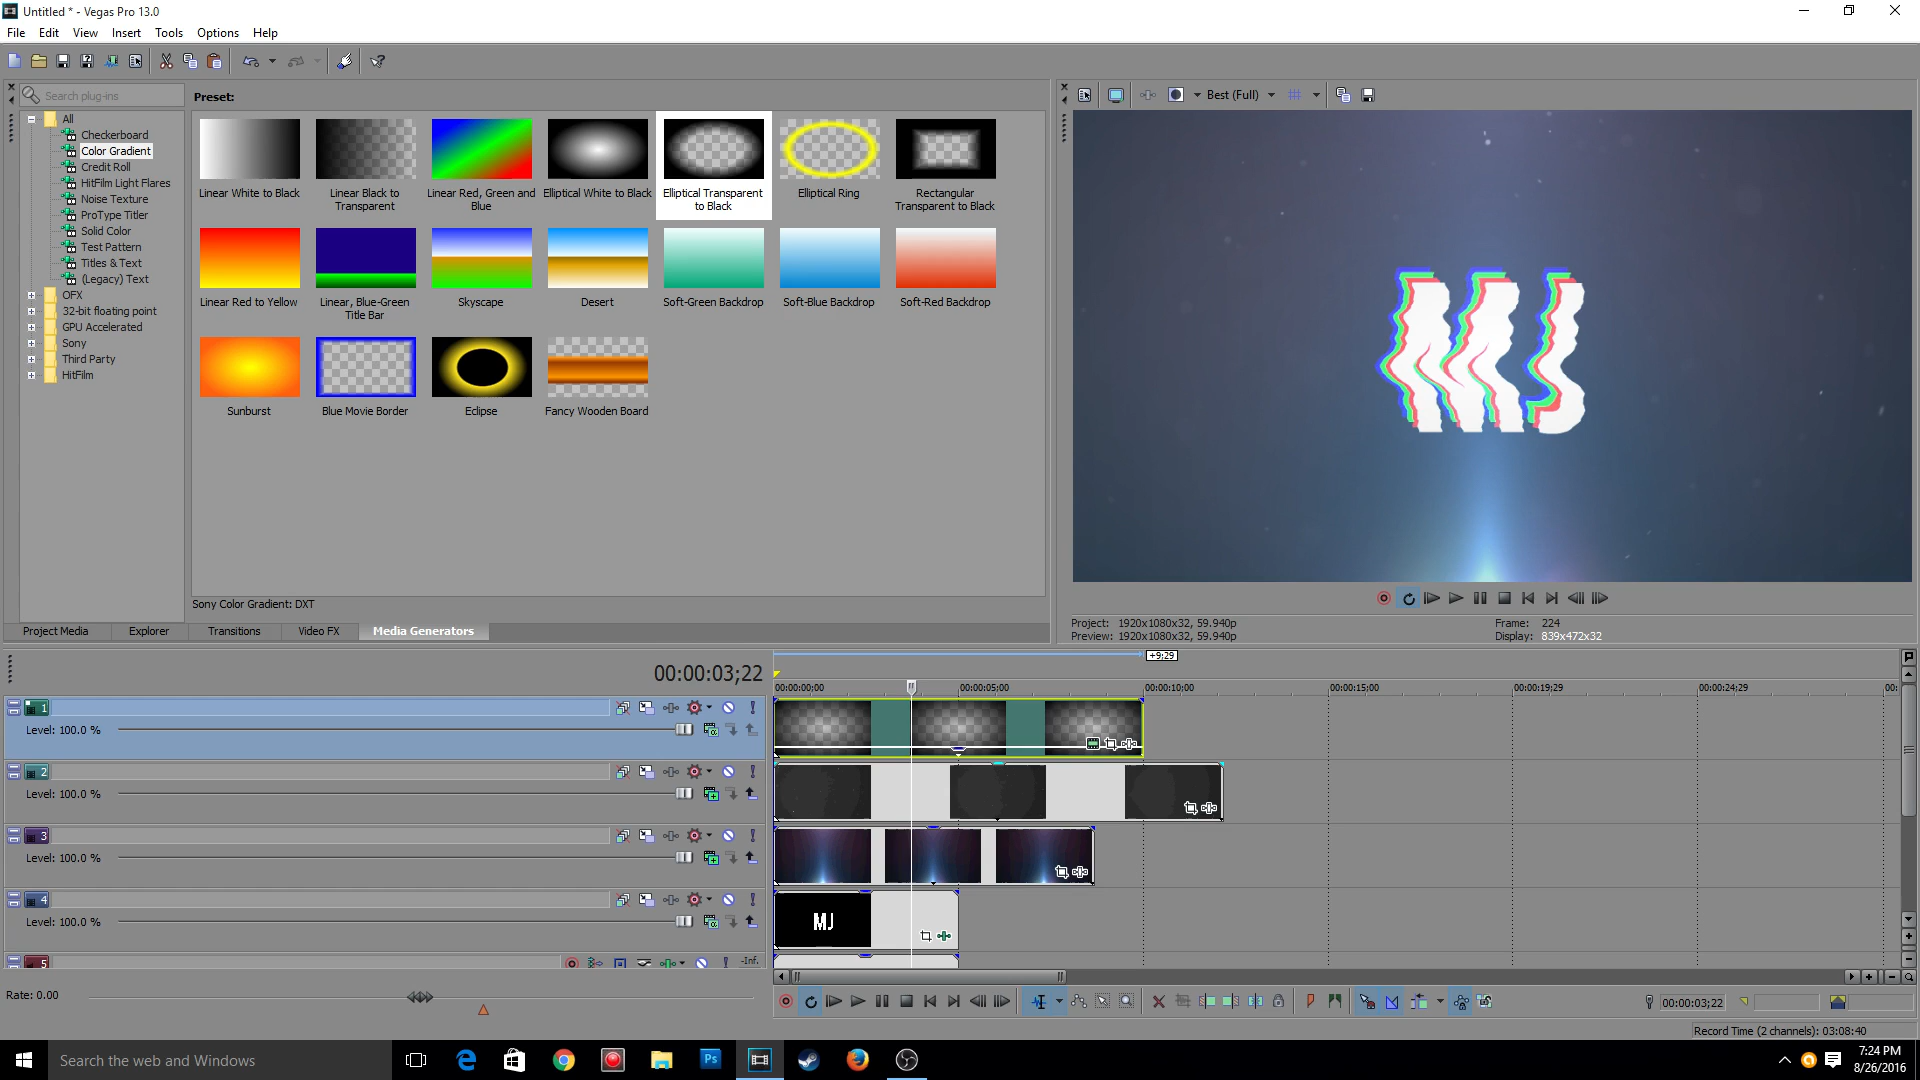 Untitled * - Vegas Pro 13.0
File Edit View Insert Tools Options Help
Search plug-ins
Preset:
All
Checkerboard
Color Gradient
Credit Roll
HitFilm Light Flares
Noise Texture
ProType Titler
Solid Color
Test Pattern
Titles & Text
(Legacy) Text
OFX
32-bit floating point
GPU Accelerated
Sony
Third Party
HitFilm
Linear White to Black
Linear Black to Transparent
Linear Red, Green and Blue
Elliptical White to Black
Elliptical Transparent to Black
Elliptical Ring
Rectangular Transparent to Black
Linear Red to Yellow
Linear, Blue-Green Title Bar
Skyscape
Desert
Soft-Green Backdrop
Soft-Blue Backdrop
Soft-Red Backdrop
Sunburst
Blue Movie Border
Eclipse
Fancy Wooden Board
Sony Color Gradient: DXT
Project Media Explorer Transitions Video FX Media Generators
Best (Full)
Project: 1920x1080x32, 59.940p Frame: 224
Preview: 1920x1080x32, 59.940p Display: 839x472x32
+9;29
00:00:03;22
00:00:00;00 00:00:05;00 00:00:10;00 00:00:15;00 00:00:19;29 00:00:24;29 00:
1
Level: 100.0 %
2
Level: 100.0 %
3
Level: 100.0 %
4
Level: 100.0 %
MJ
5
-Inf.
Rate: 0.00
00:00:03;22
Record Time (2 channels): 03:08:40
Search the web and Windows
Ps
7:24 PM
8/26/2016